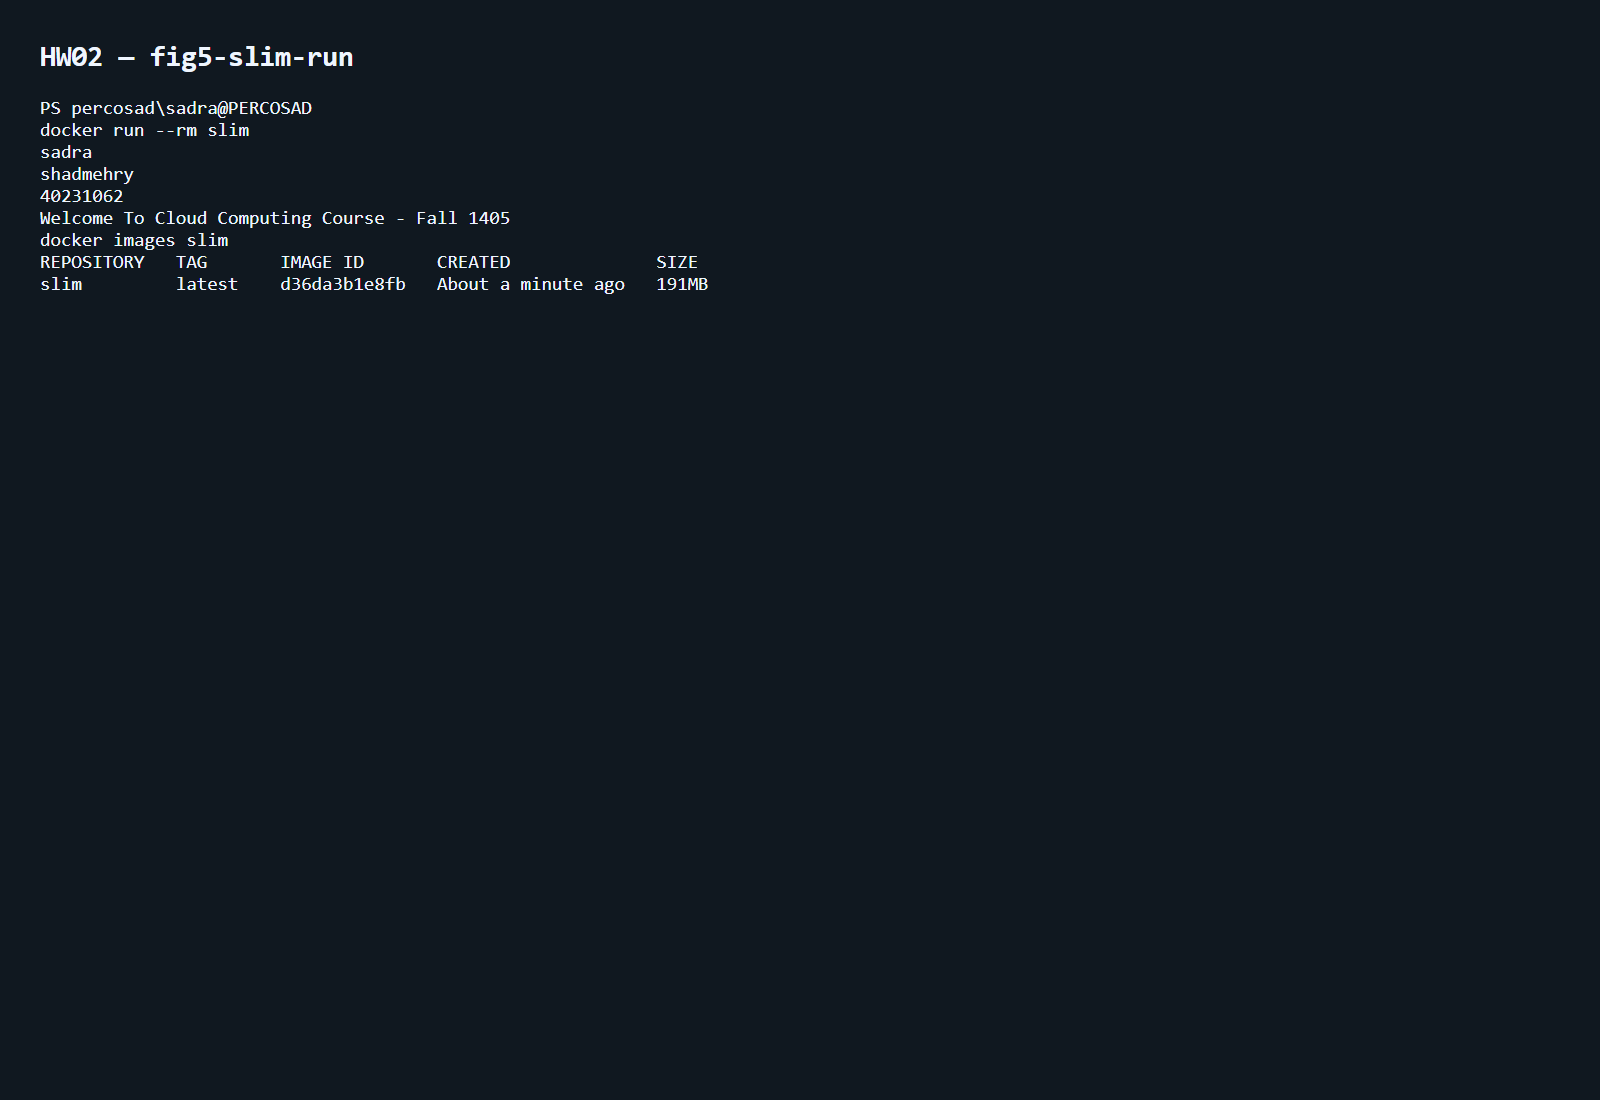 HW02 — fig5-slim-run
PS percosad\sadra@PERCOSAD
docker run --rm slim
sadra
shadmehry
40231062
Welcome To Cloud Computing Course - Fall 1405
docker images slim
REPOSITORY   TAG       IMAGE ID       CREATED              SIZE
slim         latest    d36da3b1e8fb   About a minute ago   191MB